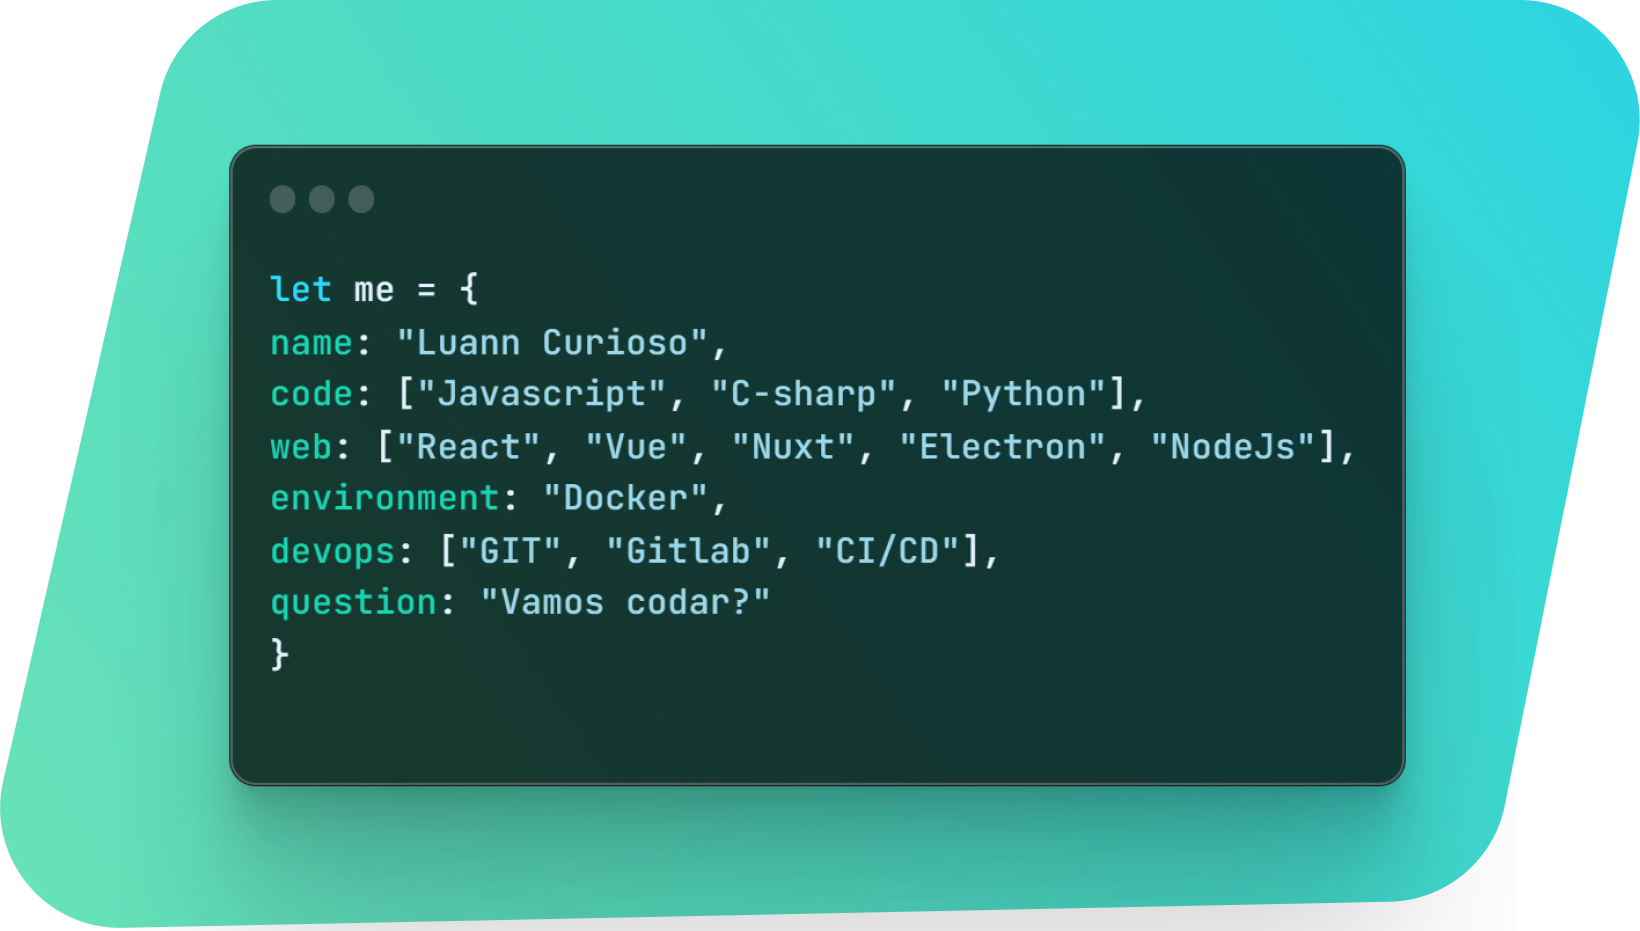 let me = {
name: "Luann Curioso",
code: ["Javascript", "C-sharp", "Python"],
web: ["React", "Vue", "Nuxt", "Electron", "NodeJs"],
environment: "Docker",
devops: ["GIT", "Gitlab", "CI/CD"],
question: "Vamos codar?"
}